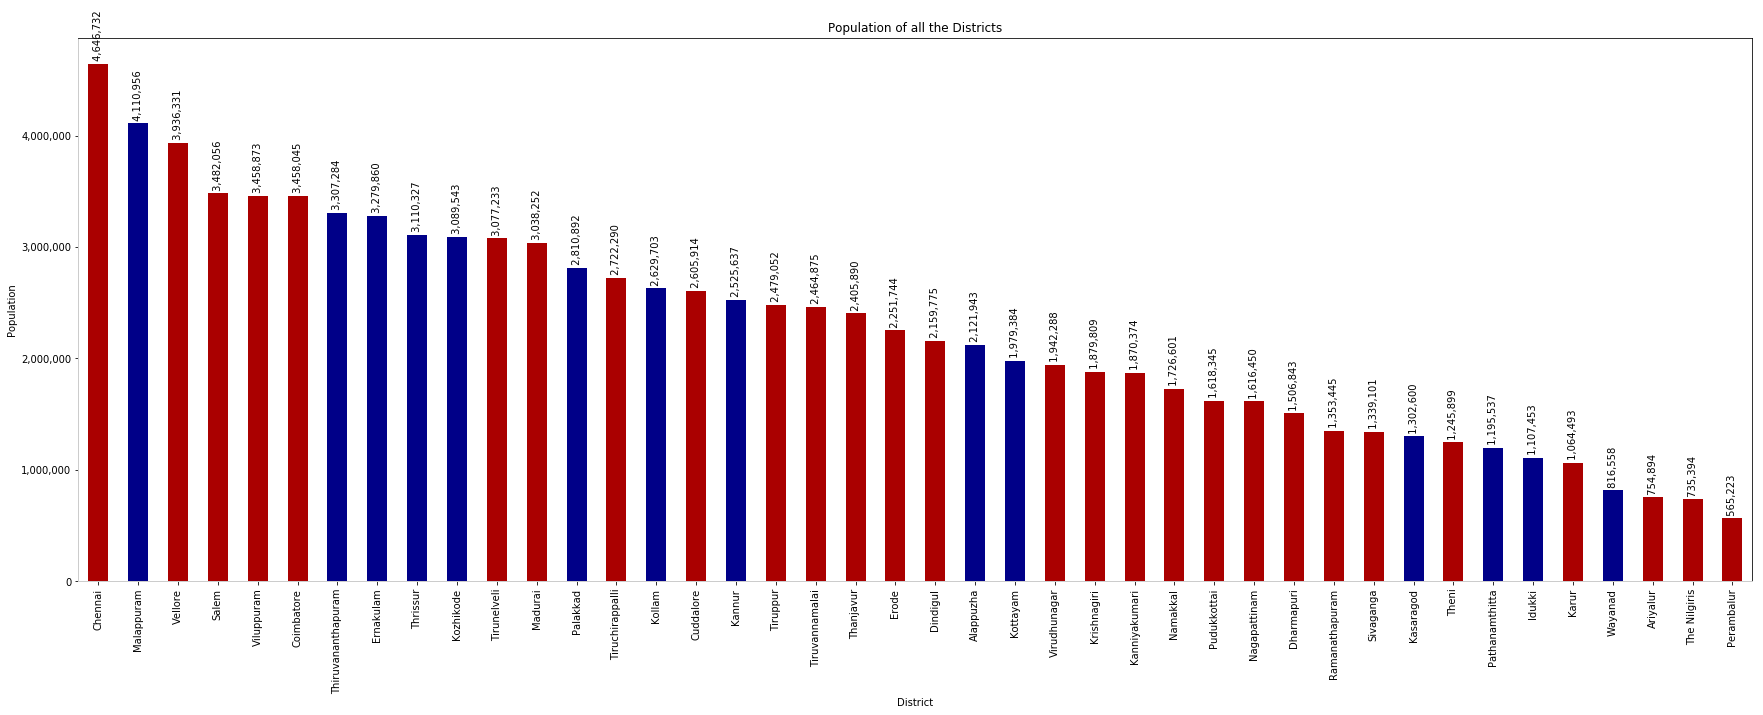 Population of all the Districts
Population
4,000,000
3,000,000
2,000,000
1,000,000
0
4,646,732
4,110,956
3,936,331
3,482,056
3,458,873
3,458,045
3,307,284
3,279,860
3,110,327
3,089,543
3,077,233
3,038,252
2,810,892
2,722,290
2,629,703
2,605,914
2,525,637
2,479,052
2,464,875
2,405,890
2,251,744
2,159,775
2,121,943
1,979,384
1,942,288
1,879,809
1,870,374
1,726,601
1,618,345
1,616,450
1,506,843
1,353,445
1,339,101
1,302,600
1,245,899
1,195,537
1,107,453
1,064,493
816,558
754,894
735,394
565,223
Chennai
Malappuram
Vellore
Salem
Viluppuram
Coimbatore
Thiruvananthapuram
Ernakulam
Thrissur
Kozhikode
Tirunelveli
Madurai
Palakkad
Tiruchirappalli
Kollam
Cuddalore
Kannur
Tiruppur
Tiruvannamalai
Thanjavur
Erode
Dindigul
Alappuzha
Kottayam
Virudhunagar
Krishnagiri
Kanniyakumari
Namakkal
Pudukkottai
Nagapattinam
Dharmapuri
Ramanathapuram
Sivaganga
Kasaragod
Theni
Pathanamthitta
Idukki
Karur
Wayanad
Ariyalur
The Nilgiris
Perambalur
District